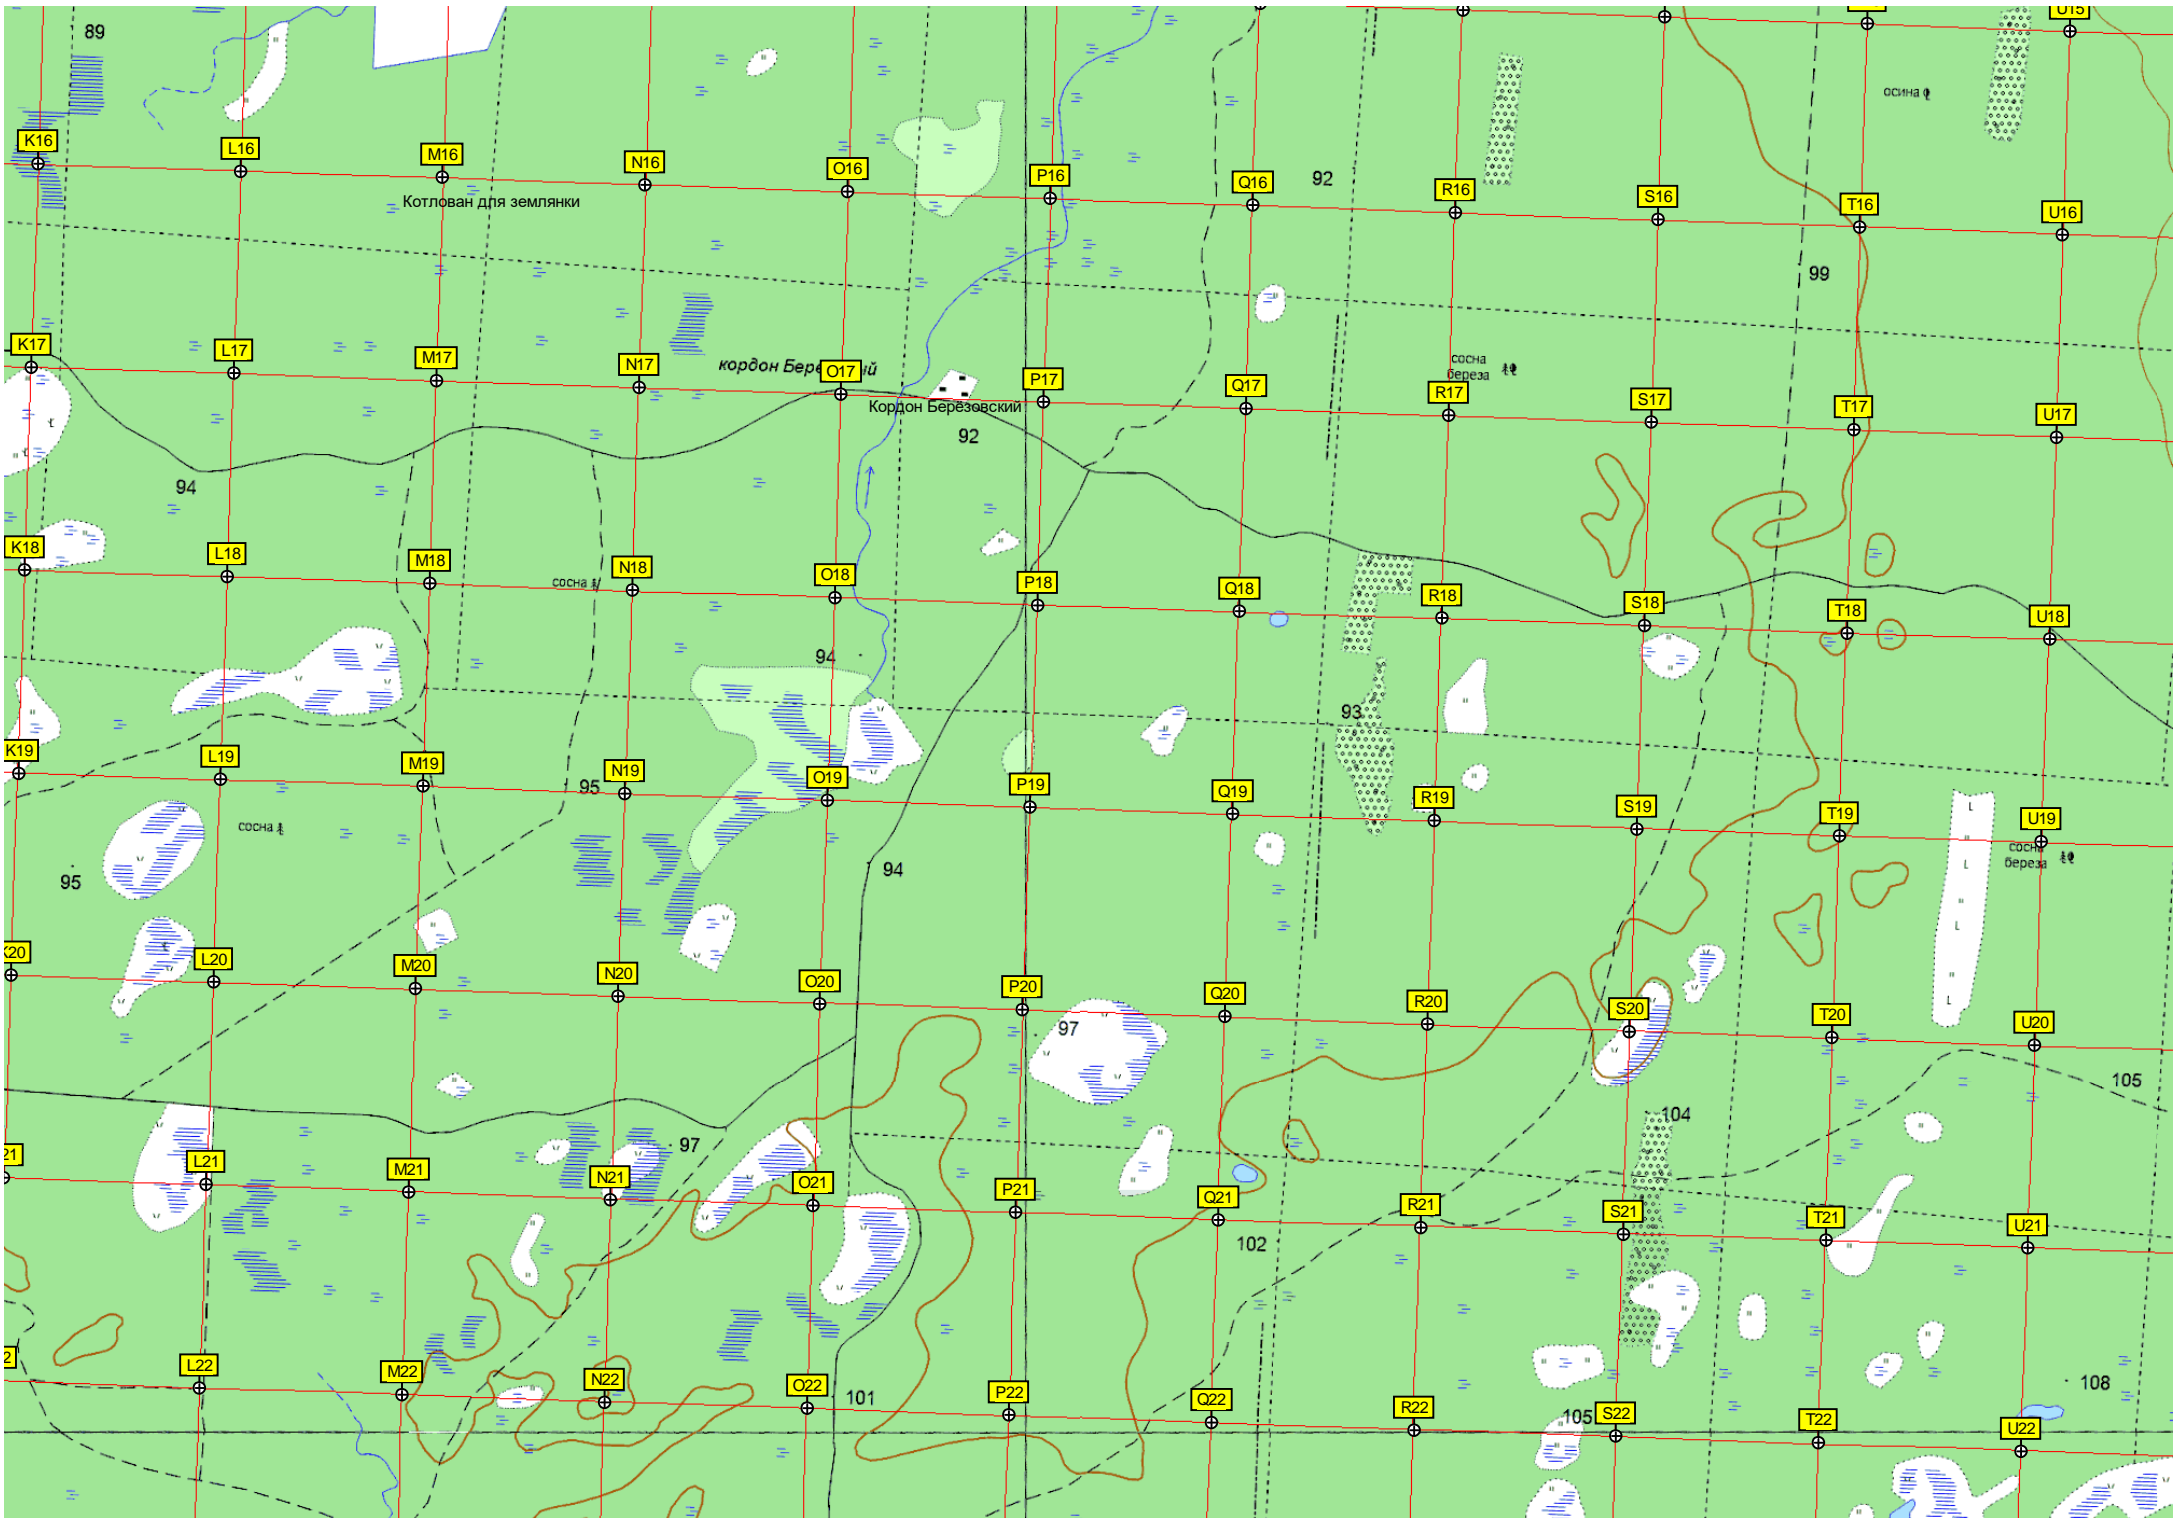 U15
89
осина
K16
L16
M16
N16
O16
P16
Q16
92
R16
S16
T16
U16
Котлован для землянки
99
K17
L17
M17
N17
кордон Бере
ый
O17
P17
Q17
сосна
береза
R17
S17
T17
U17
Кордон Берёзовский
92
94
K18
L18
M18
сосна
N18
O18
P18
Q18
R18
S18
T18
U18
94
93
K19
L19
M19
95
N19
O19
P19
Q19
R19
S19
T19
U19
сосна
береза
сосна
95
94
K20
L20
M20
N20
O20
P20
Q20
R20
S20
T20
U20
97
105
104
97
21
L21
M21
N21
O21
P21
Q21
R21
S21
T21
U21
102
2
L22
M22
N22
O22
101
P22
Q22
R22
105
S22
T22
108
U22